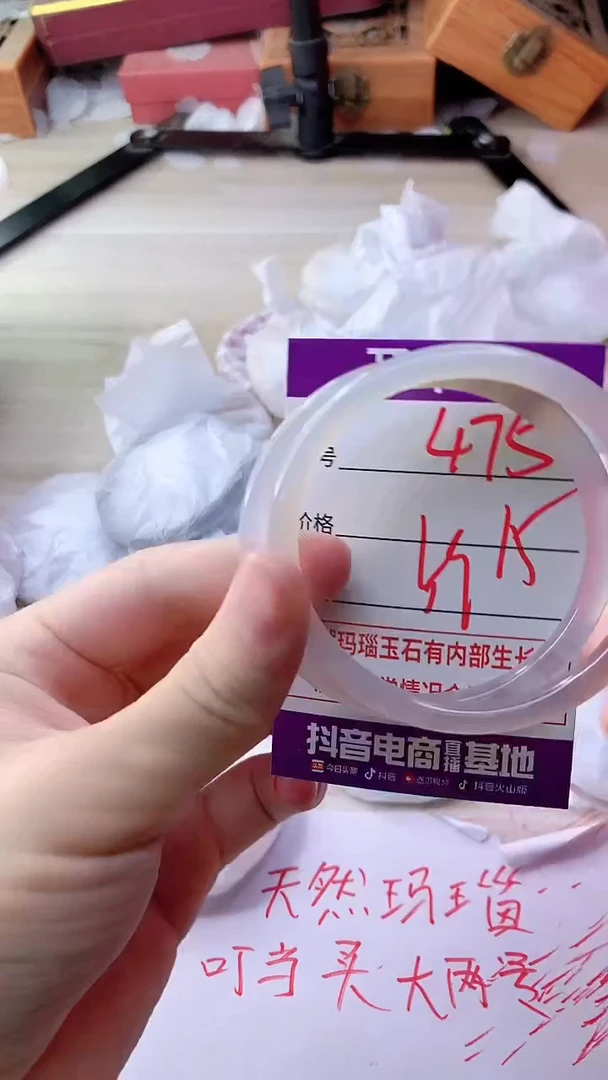 号 475
价格
玛瑙玉石有内部生长
抖音电商直播基地
今日头条 抖音 西瓜视频 抖音火山版
天然玛瑙..
叮当买大两号